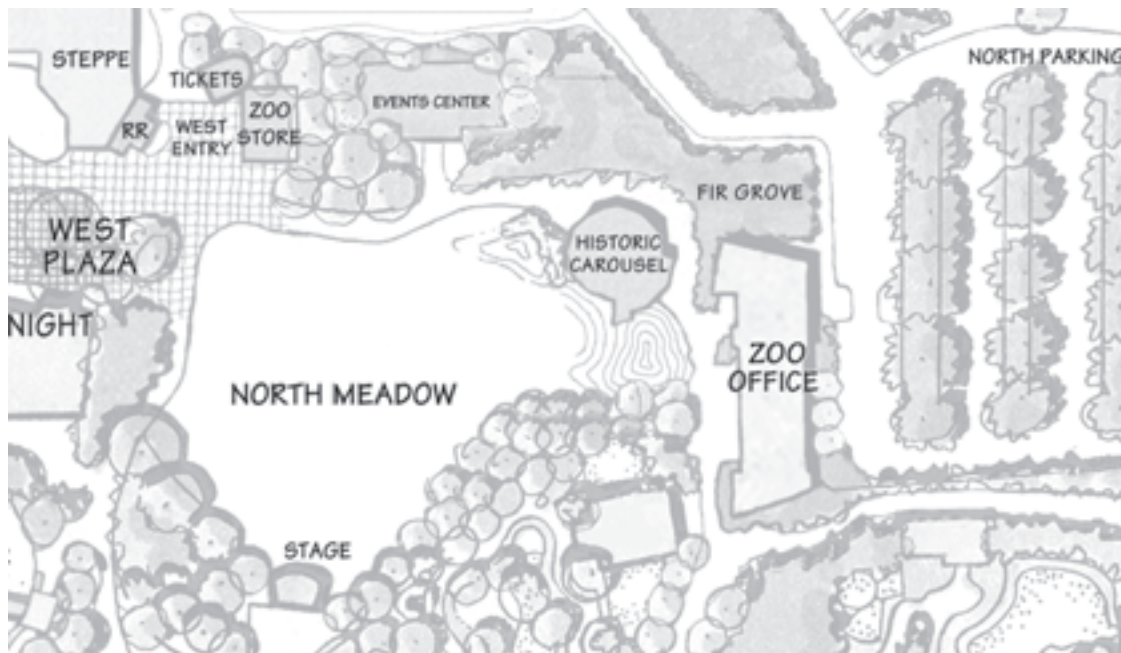 STEPPE
NORTH PARKING
TICKETS
ZOO
STORE
EVENTS CENTER
RR
WEST
ENTRY
FIR GROVE
WEST
PLAZA
HISTORIC
CAROUSEL
NIGHT
ZOO
OFFICE
NORTH MEADOW
STAGE